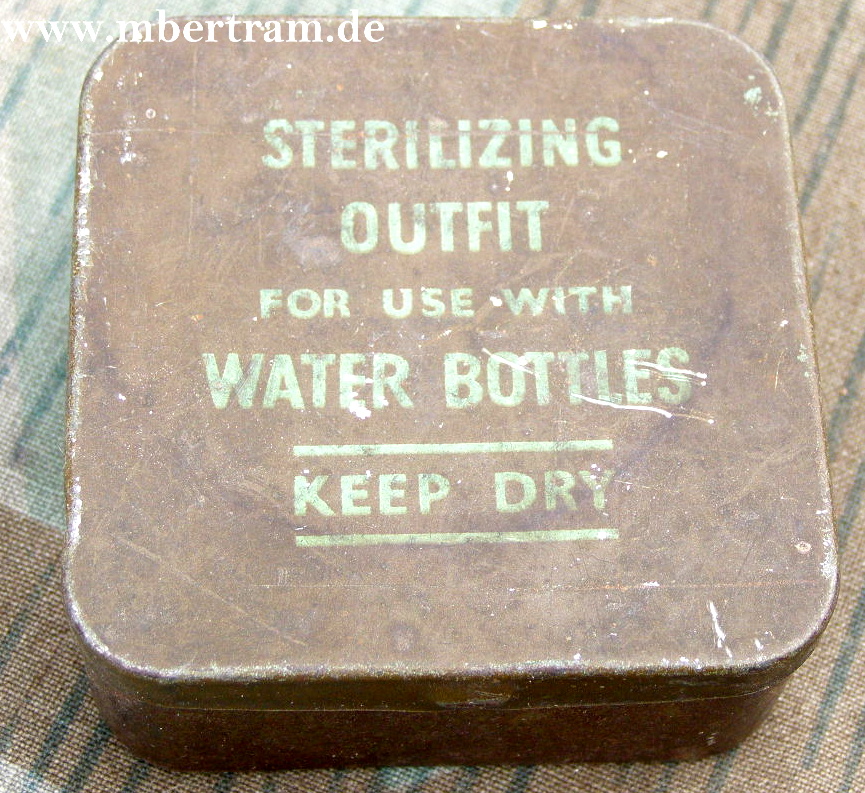 www.mbertram.de
STERILIZING
OUTFIT
FOR USE WITH
WATER BOTTLES
KEEP DRY